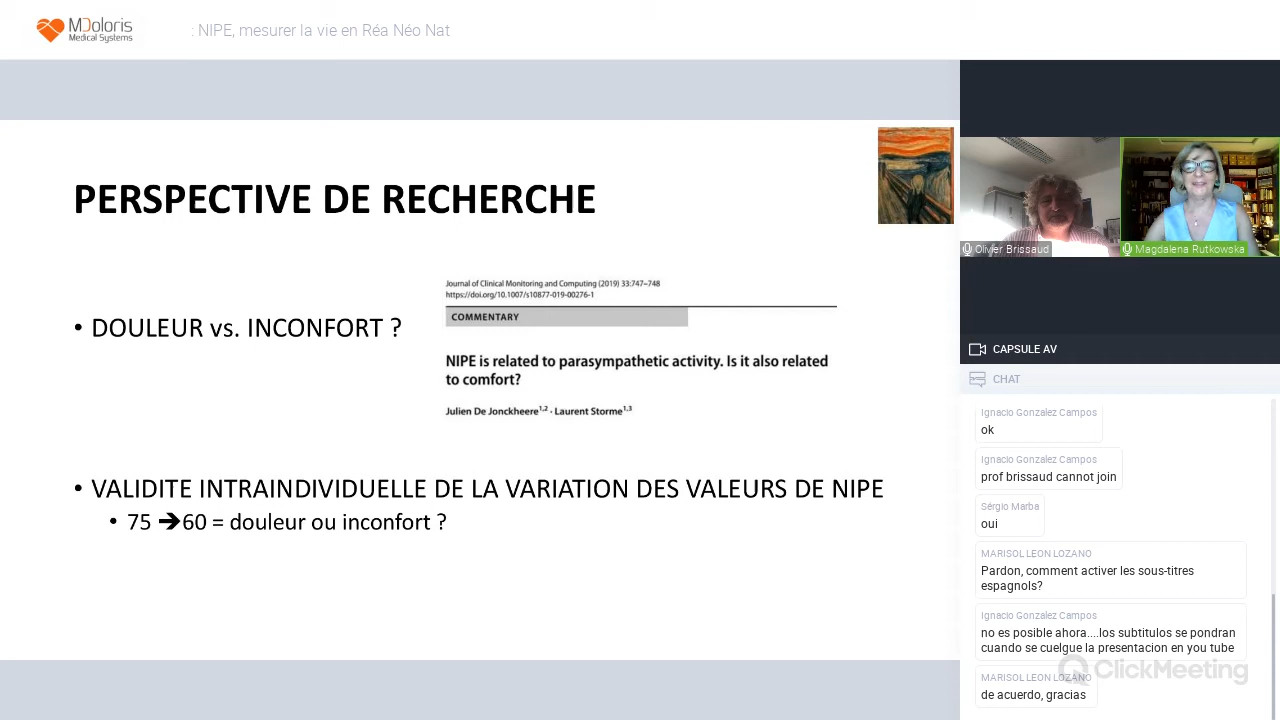 MDoloris
Medical Systems
: NIPE, mesurer la vie en Réa Néo Nat
PERSPECTIVE DE RECHERCHE
• DOULEUR vs. INCONFORT ?
Journal of Clinical Monitoring and Computing (2019) 33:747–748
https://doi.org/10.1007/s10877-019-00276-1
COMMENTARY
NIPE is related to parasympathetic activity. Is it also related
to comfort?
Julien De Jonckheere1,2 · Laurent Storme1,3
• VALIDITE INTRAINDIVIDUELLE DE LA VARIATION DES VALEURS DE NIPE
• 75 ➔60 = douleur ou inconfort ?
Olivier Brissaud
Magdalena Rutkowska
CAPSULE AV
CHAT
Ignacio Gonzalez Campos
ok
Ignacio Gonzalez Campos
prof brissaud cannot join
Sérgio Marba
oui
MARISOL LEON LOZANO
Pardon, comment activer les sous-titres
espagnols?
Ignacio Gonzalez Campos
no es posible ahora....los subtitulos se pondran
cuando se cuelgue la presentacion en you tube
ClickMeeting
MARISOL LEON LOZANO
de acuerdo, gracias